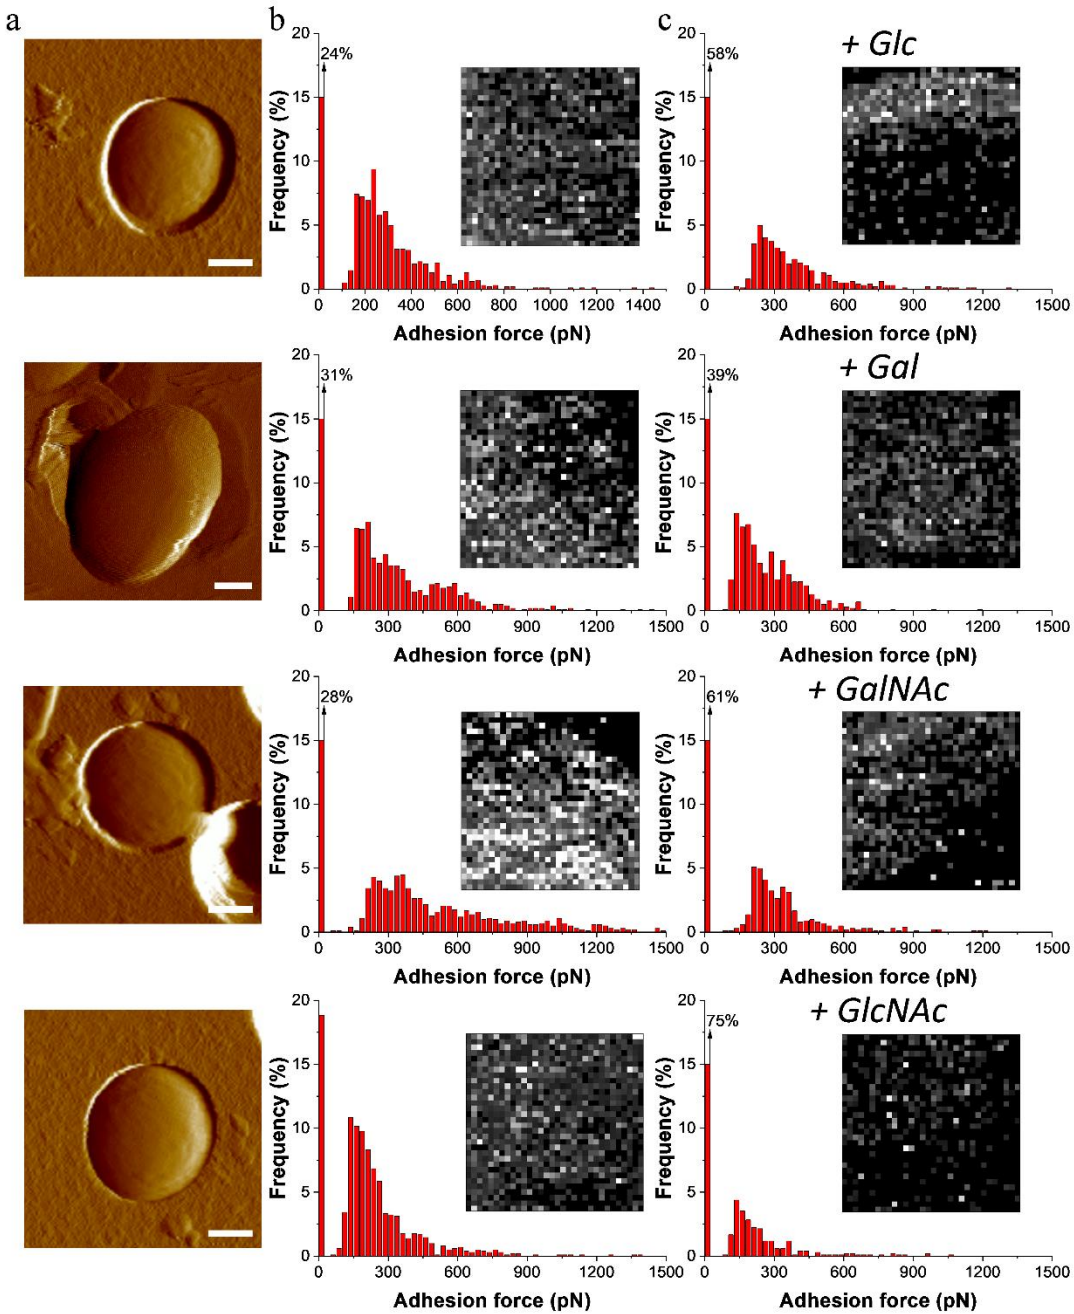 a
b
c
20
15
10
5
0
Frequency (%)
24%
200 400 600 800 1000 1200 1400
Adhesion force (pN)
20
15
10
5
0
Frequency (%)
58%
+ Glc
0 300 600 900 1200 1500
Adhesion force (pN)
20
15
10
5
0
Frequency (%)
31%
0 300 600 900 1200 1500
Adhesion force (pN)
20
15
10
5
0
Frequency (%)
39%
+ Gal
0 300 600 900 1200 1500
Adhesion force (pN)
20
15
10
5
0
Frequency (%)
28%
0 300 600 900 1200 1500
Adhesion force (pN)
20
15
10
5
0
Frequency (%)
61%
+ GalNAc
0 300 600 900 1200 1500
Adhesion force (pN)
20
15
10
5
0
Frequency (%)
0 300 600 900 1200 1500
Adhesion force (pN)
20
15
10
5
0
Frequency (%)
75%
+ GlcNAc
0 300 600 900 1200 1500
Adhesion force (pN)